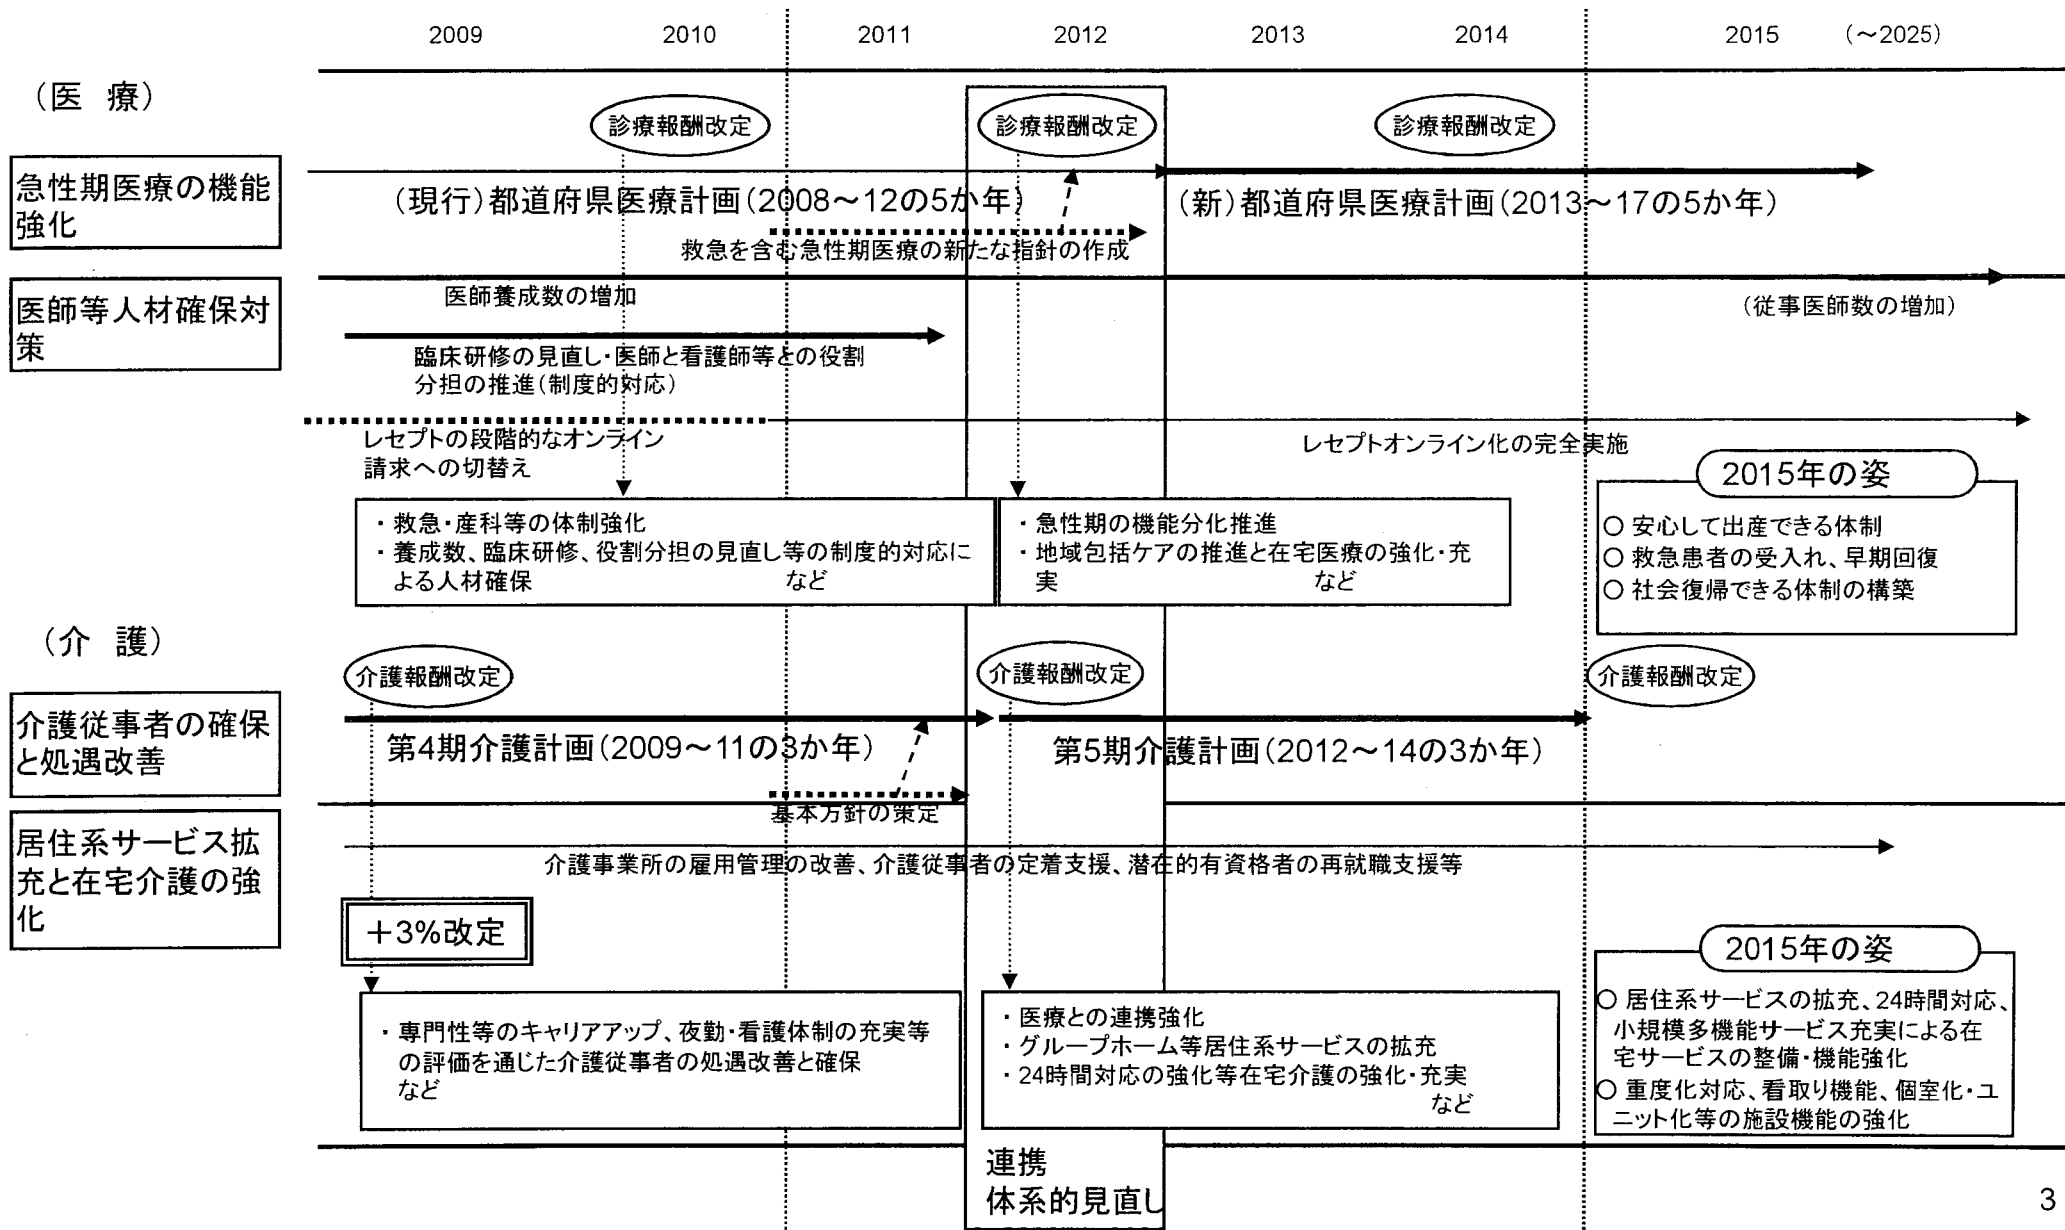 2009 2010 2011 2012 2013 2014 2015 (～2025)
(医 療)
診療報酬改定 診療報酬改定 診療報酬改定
急性期医療の機能
強化
(現行)都道府県医療計画(2008～12の5か年)
(新)都道府県医療計画(2013～17の5か年)
救急を含む急性期医療の新たな指針の作成
医師等人材確保対
策
医師養成数の増加
(従事医師数の増加)
臨床研修の見直し・医師と看護師等との役割
分担の推進(制度的対応)
レセプトの段階的なオンライン
請求への切替え
レセプトオンライン化の完全実施
・救急・産科等の体制強化
・養成数、臨床研修、役割分担の見直し等の制度的対応に
よる人材確保 など
・急性期の機能分化推進
・地域包括ケアの推進と在宅医療の強化・充
実 など
2015年の姿
○ 安心して出産できる体制
○ 救急患者の受入れ、早期回復
○ 社会復帰できる体制の構築
(介 護)
介護報酬改定 介護報酬改定 介護報酬改定
介護従事者の確保
と処遇改善
第4期介護計画(2009～11の3か年)
第5期介護計画(2012～14の3か年)
基本方針の策定
居住系サービス拡
充と在宅介護の強
化
介護事業所の雇用管理の改善、介護従事者の定着支援、潜在的有資格者の再就職支援等
＋3%改定
・専門性等のキャリアアップ、夜勤・看護体制の充実等
の評価を通じた介護従事者の処遇改善と確保
など
・医療との連携強化
・グループホーム等居住系サービスの拡充
・24時間対応の強化等在宅介護の強化・充実
など
2015年の姿
○ 居住系サービスの拡充、24時間対応、
小規模多機能サービス充実による在
宅サービスの整備・機能強化
○ 重度化対応、看取り機能、個室化・ユ
ニット化等の施設機能の強化
連携
体系的見直し
3